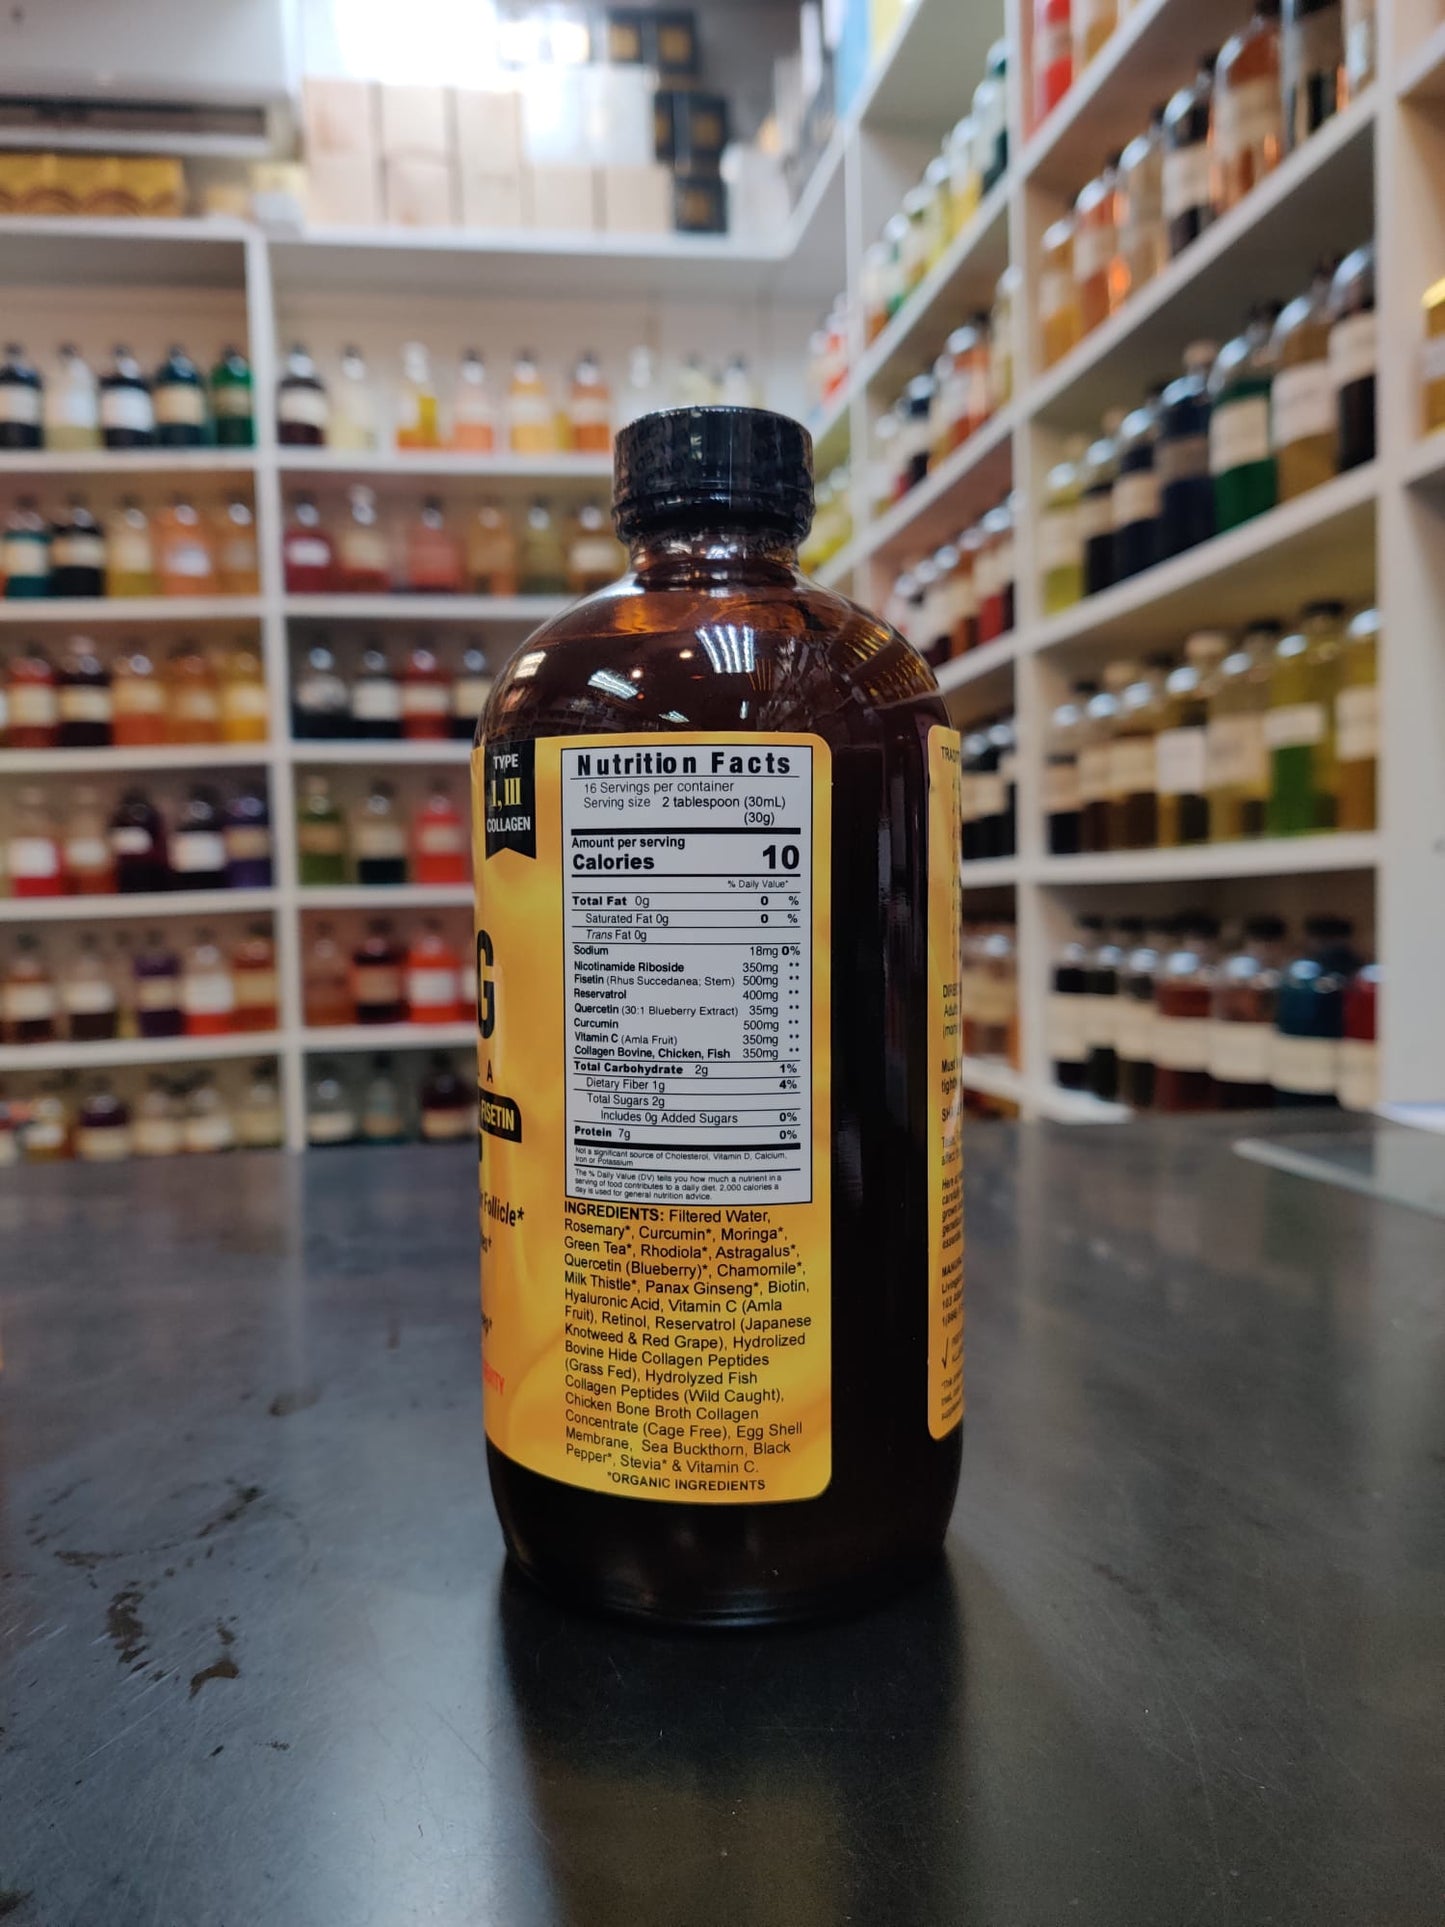 TYPE
I, III
COLLAGEN
G
A
FISETIN
Follicle*
Nutrition Facts
16 Servings per container
Serving size 2 tablespoon (30mL)
(30g)
Amount per serving
Calories 10
% Daily Value*
Total Fat 0g 0 %
Saturated Fat 0g 0 %
Trans Fat 0g
Sodium 18mg 0%
Nicotinamide Riboside 350mg **
Fisetin (Rhus Succedanea; Stem) 500mg **
Reservatrol 400mg **
Quercetin (30:1 Blueberry Extract) 35mg **
Curcumin 500mg **
Vitamin C (Amla Fruit) 350mg **
Collagen Bovine, Chicken, Fish 350mg **
Total Carbohydrate 2g 1%
Dietary Fiber 1g 4%
Total Sugars 2g
Includes 0g Added Sugars 0%
Protein 7g 0%
Not a significant source of Cholesterol, Vitamin D, Calcium,
Iron or Potassium
The % Daily Value (DV) tells you how much a nutrient in a
serving of food contributes to a daily diet. 2,000 calories a
day is used for general nutrition advice.
INGREDIENTS: Filtered Water,
Rosemary*, Curcumin*, Moringa*,
Green Tea*, Rhodiola*, Astragalus*,
Quercetin (Blueberry)*, Chamomile*,
Milk Thistle*, Panax Ginseng*, Biotin,
Hyaluronic Acid, Vitamin C (Amla
Fruit), Retinol, Reservatrol (Japanese
Knotweed & Red Grape), Hydrolized
Bovine Hide Collagen Peptides
(Grass Fed), Hydrolyzed Fish
Collagen Peptides (Wild Caught),
Chicken Bone Broth Collagen
Concentrate (Cage Free), Egg Shell
Membrane, Sea Buckthorn, Black
Pepper*, Stevia* & Vitamin C.
*ORGANIC INGREDIENTS